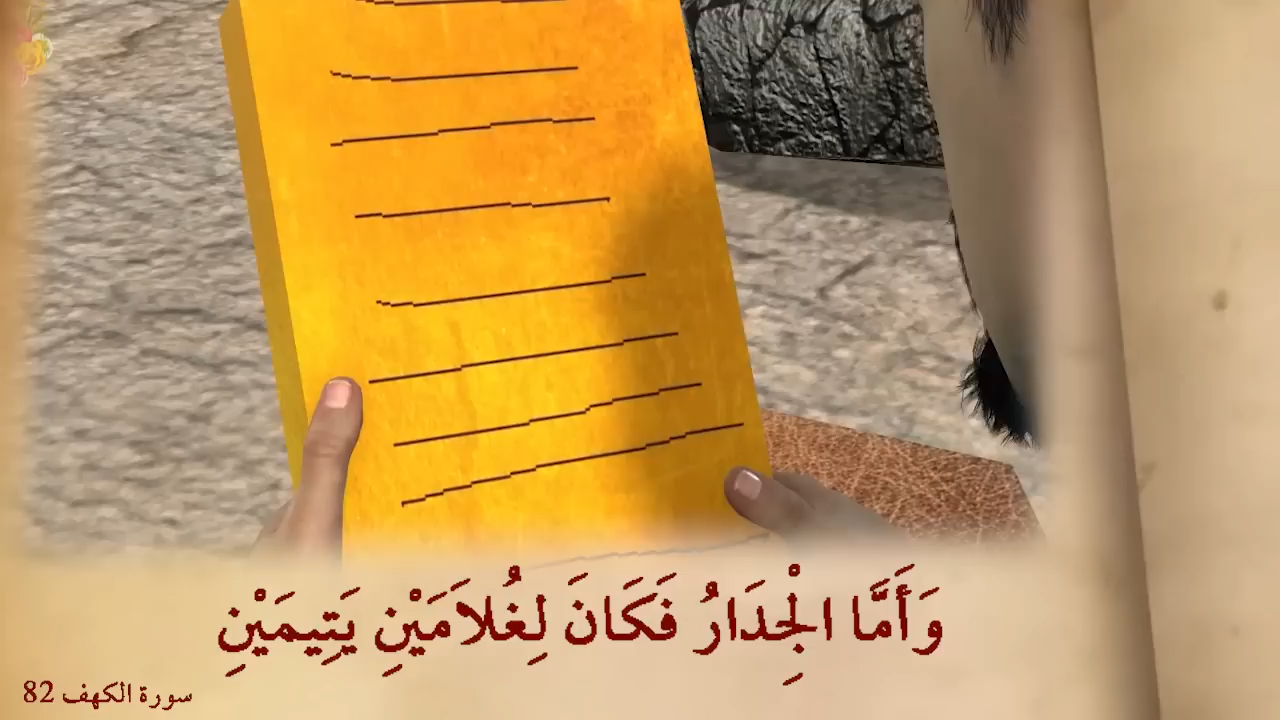 وَأَمَّا الْجِدَارُ فَكَانَ لِغُلَامَيْنِ يَتِيمَيْنِ
سورة الكهف 82